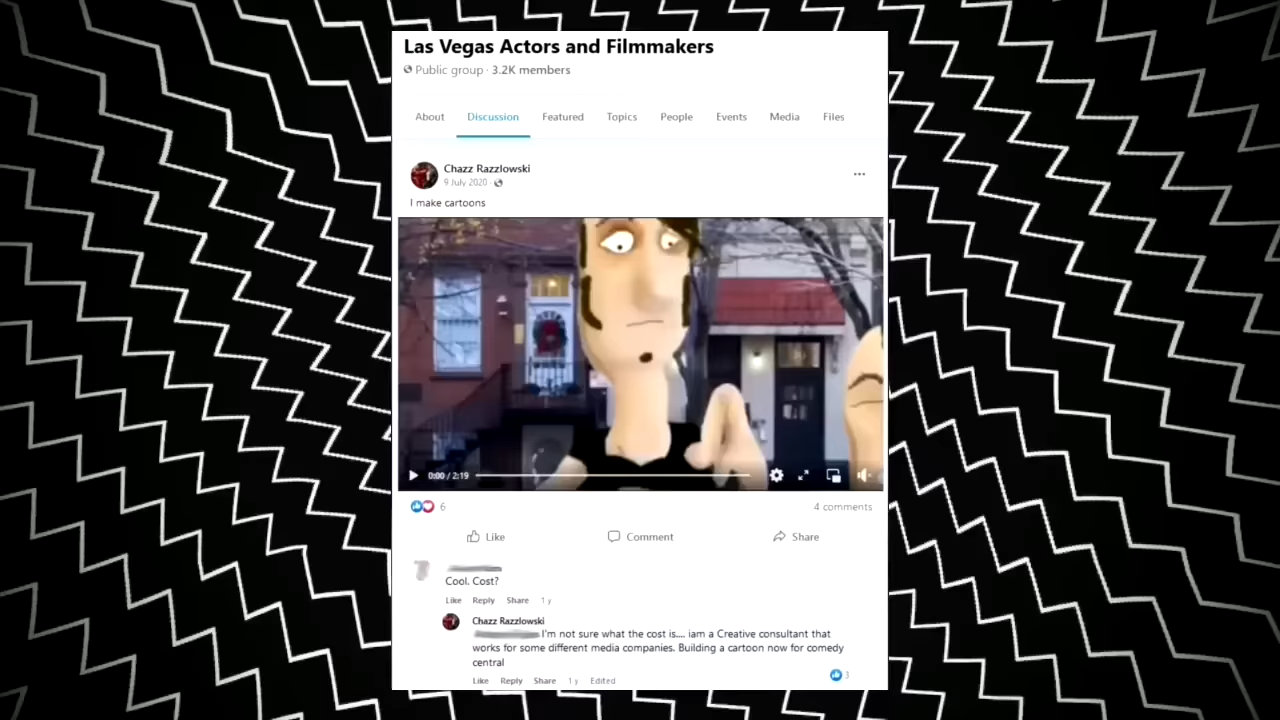 Las Vegas Actors and Filmmakers
Public group · 3.2K members
About Discussion Featured Topics People Events Media Files
Chazz Razzlowski
9 July 2020 ·
I make cartoons
0:00 / 2:19
6 4 comments
Like Comment Share
Cool. Cost?
Like Reply Share 1 y
Chazz Razzlowski
I'm not sure what the cost is.... iam a Creative consultant that
works for some different media companies. Building a cartoon now for comedy
central
Like Reply Share 1 y Edited
3